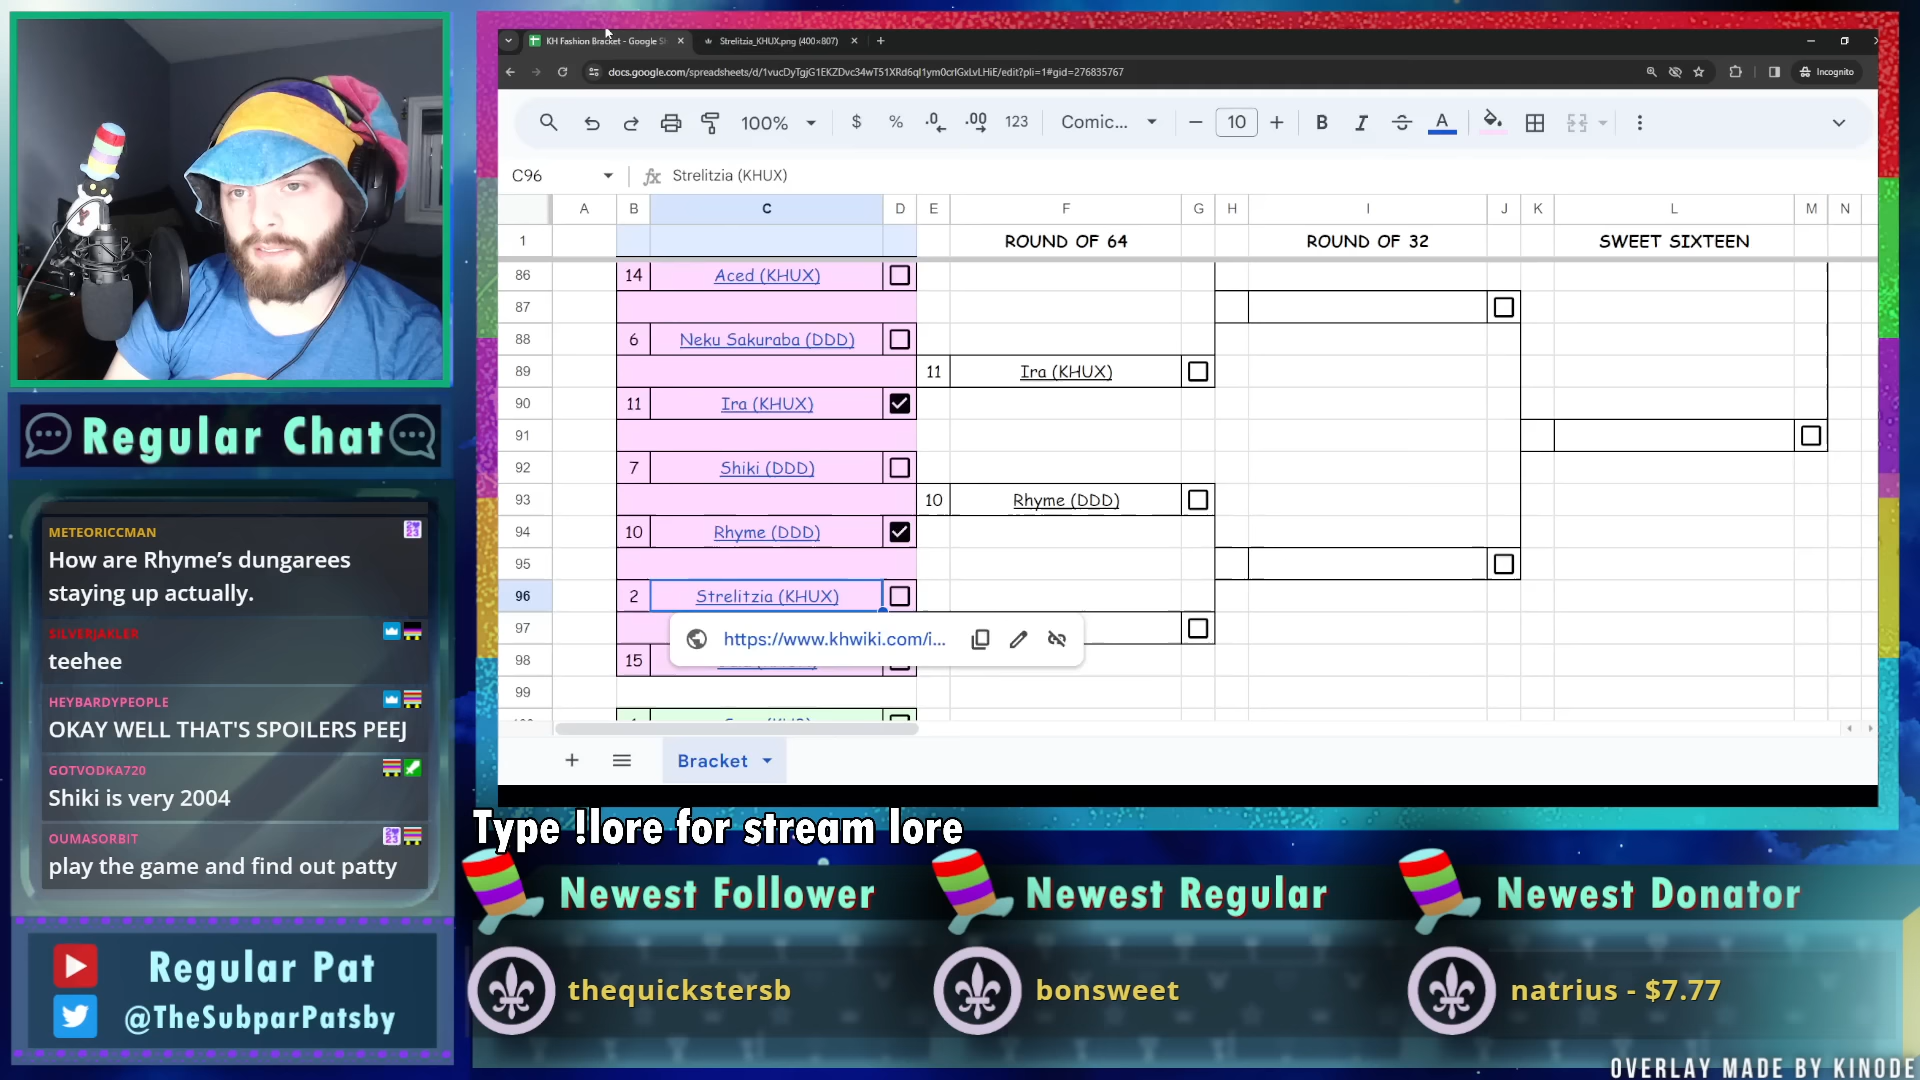 KH Fashion Bracket - Google Sh
Strelitzia_KHUX.png (400×807)
docs.google.com/spreadsheets/d/1vucDyTgjG1EKZDvc34wT51XRd6qI1ym0crIGxLvLHiE/edit?pli=1#gid=276835767
Incognito
100%
$ % .0 .00 123
Comic...
10
B I A
C96
fx Strelitzia (KHUX)
A B C D E F G H I J K L M N
1 ROUND OF 64 ROUND OF 32 SWEET SIXTEEN
86 14 Aced (KHUX)
87
88 6 Neku Sakuraba (DDD)
89 11 Ira (KHUX)
90 11 Ira (KHUX)
91
92 7 Shiki (DDD)
93 10 Rhyme (DDD)
94 10 Rhyme (DDD)
95
96 2 Strelitzia (KHUX)
97 https://www.khwiki.com/i...
98 15
99
Bracket
Regular Chat
METEORICCMAN
How are Rhyme's dungarees
staying up actually.
SILVERJAKLER
teehee
HEYBARDYPEOPLE
OKAY WELL THAT'S SPOILERS PEEJ
GOTVODKA720
Shiki is very 2004
OUMASORBIT
play the game and find out patty
Regular Pat
@TheSubparPatsby
Type !lore for stream lore
Newest Follower
thequickstersb
Newest Regular
bonsweet
Newest Donator
natrius - $7.77
OVERLAY MADE BY KINODE